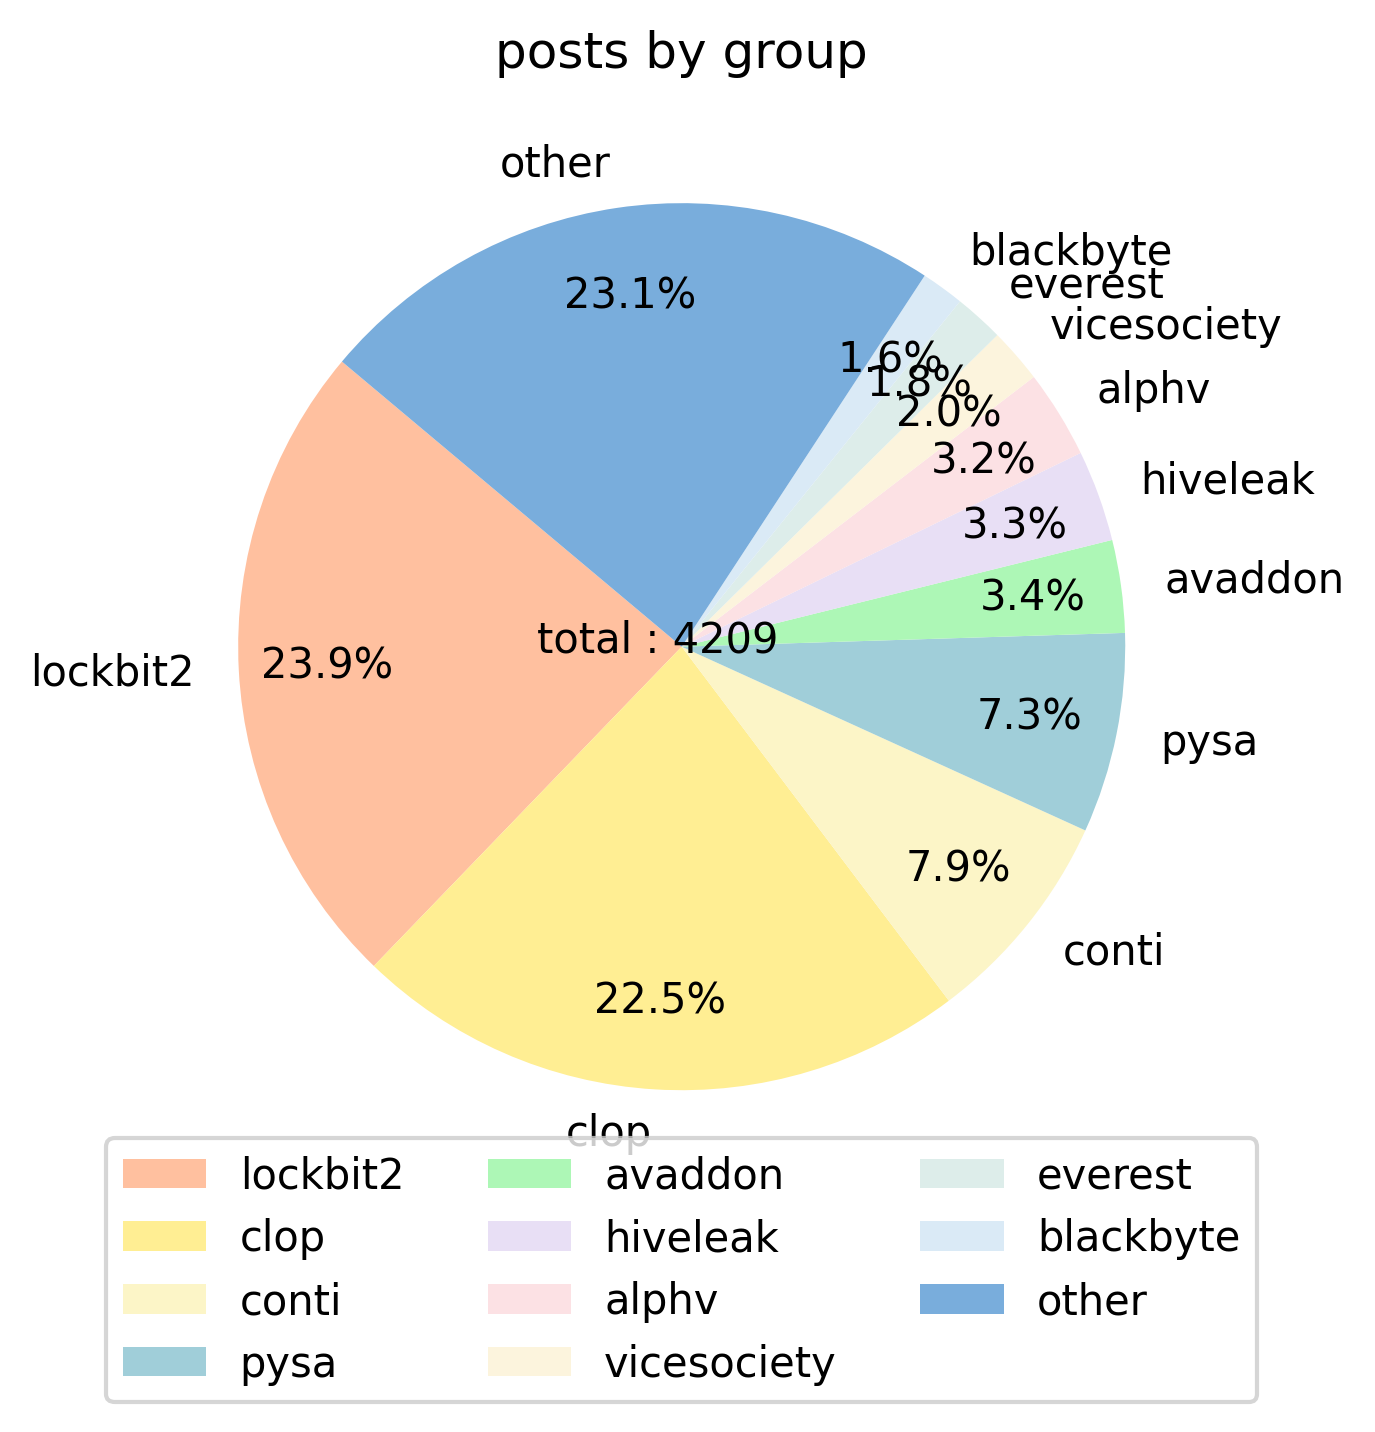 posts by group
other
blackbyte
everest
vicesociety
alphv
hiveleak
avaddon
pysa
conti
clop
lockbit2
23.1%
1.6%
1.8%
2.0%
3.2%
3.3%
3.4%
7.3%
7.9%
22.5%
23.9%
total : 4209
lockbit2
clop
conti
pysa
avaddon
hiveleak
alphv
vicesociety
everest
blackbyte
other